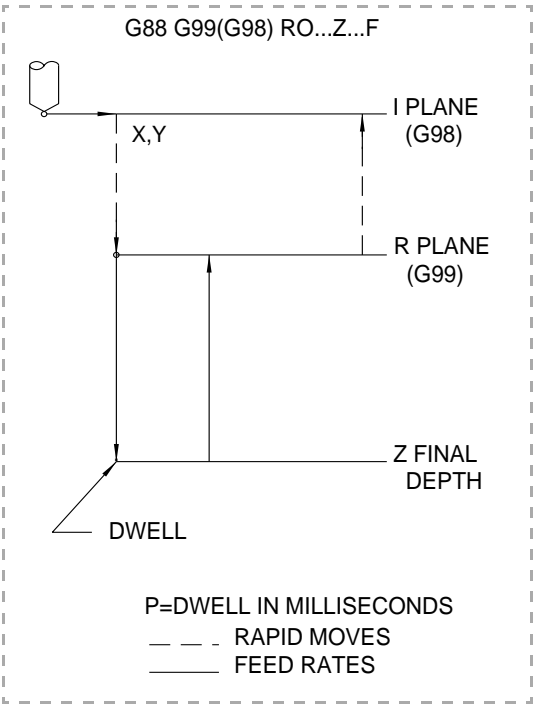 G88 G99(G98) RO...Z...F
I PLANE
(G98)
X,Y
R PLANE
(G99)
Z FINAL
DEPTH
DWELL
P=DWELL IN MILLISECONDS
RAPID MOVES
FEED RATES